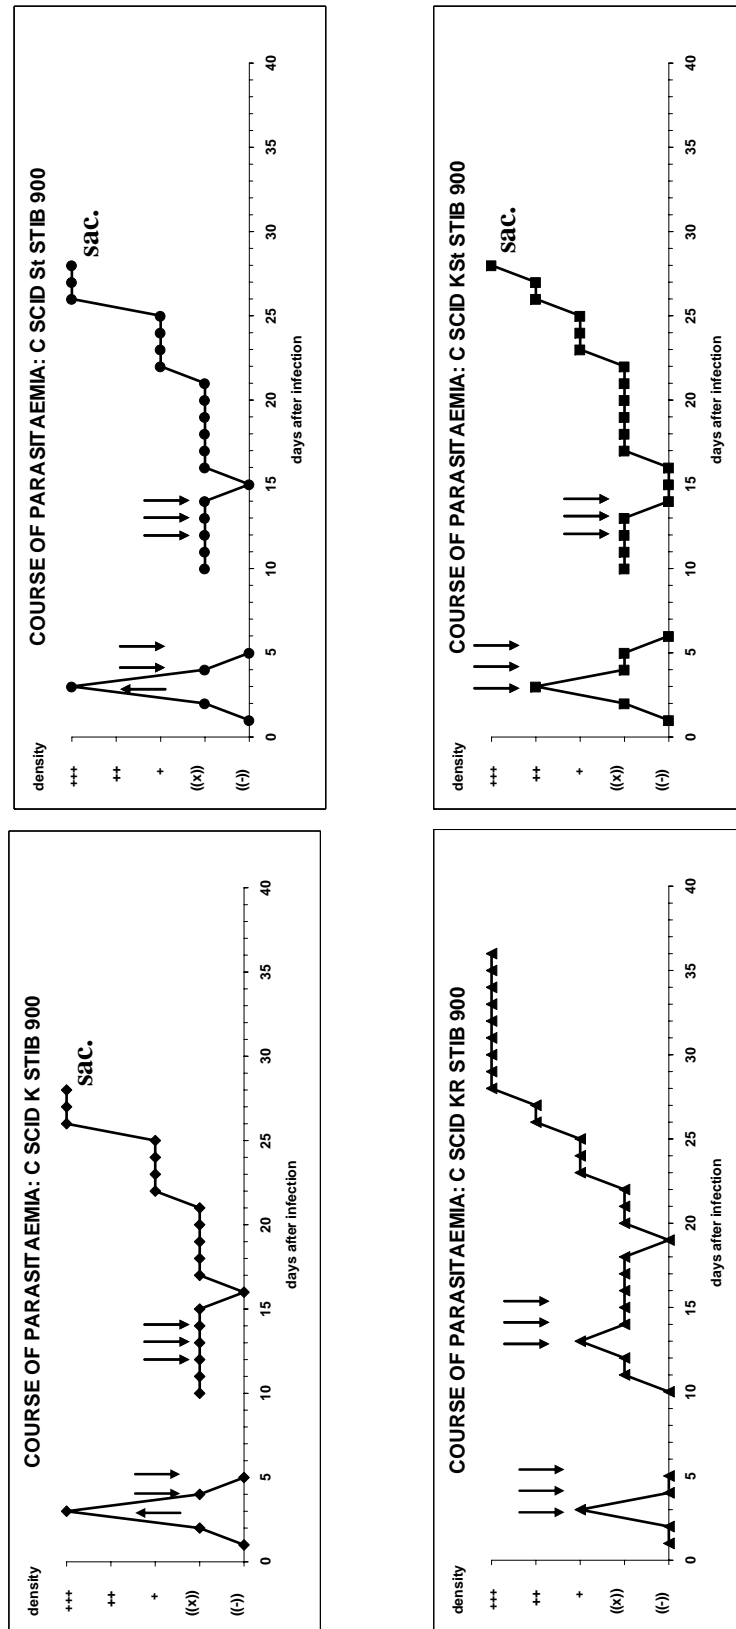 COURSE OF PARASITAEMIA: C SCID K STIB 900
density
+++
++
+
((x))
((-))
0
5
10
15
20
25
30
35
40
days after infection
sac.
COURSE OF PARASITAEMIA: C SCID St STIB 900
density
+++
++
+
((x))
((-))
0
5
10
15
20
25
30
35
40
days after infection
sac.
COURSE OF PARASITAEMIA: C SCID KR STIB 900
density
+++
++
+
((x))
((-))
0
5
10
15
20
25
30
35
40
days after infection
COURSE OF PARASITAEMIA: C SCID KSt STIB 900
density
+++
++
+
((x))
((-))
0
5
10
15
20
25
30
35
40
days after infection
sac.